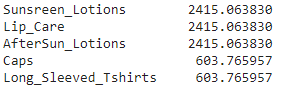 Sunsreen_Lotions 2415.063830
Lip_Care 2415.063830
AfterSun_Lotions 2415.063830
Caps 603.765957
Long_Sleeved_Tshirts 603.765957